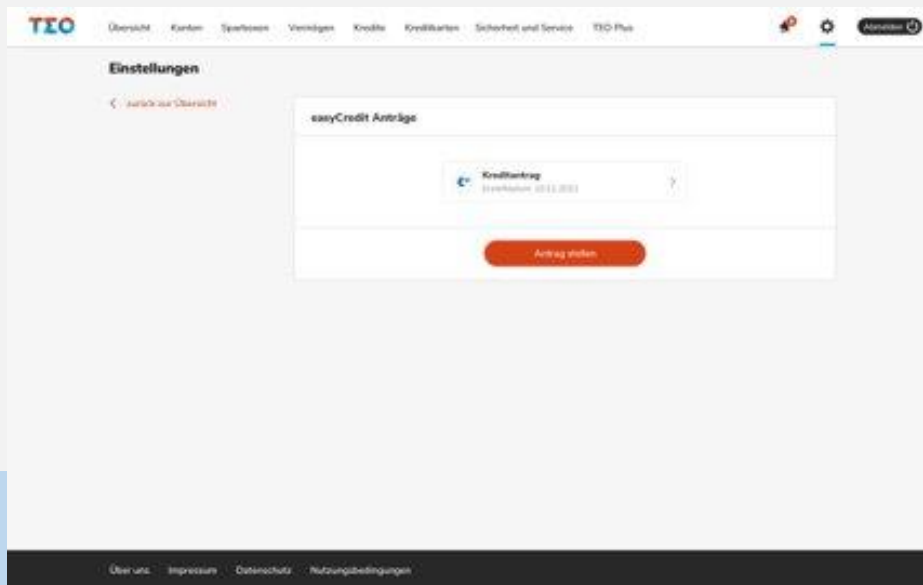 TEO Übersicht Konten Sparkonten Vermögen Kredite Kreditkarten Sicherheit und Service TEO Plus Abmelden
Einstellungen
zurück zur Übersicht
easyCredit Anträge
Kreditantrag
Antrag stellen
Über uns Impressum Datenschutz Nutzungsbedingungen